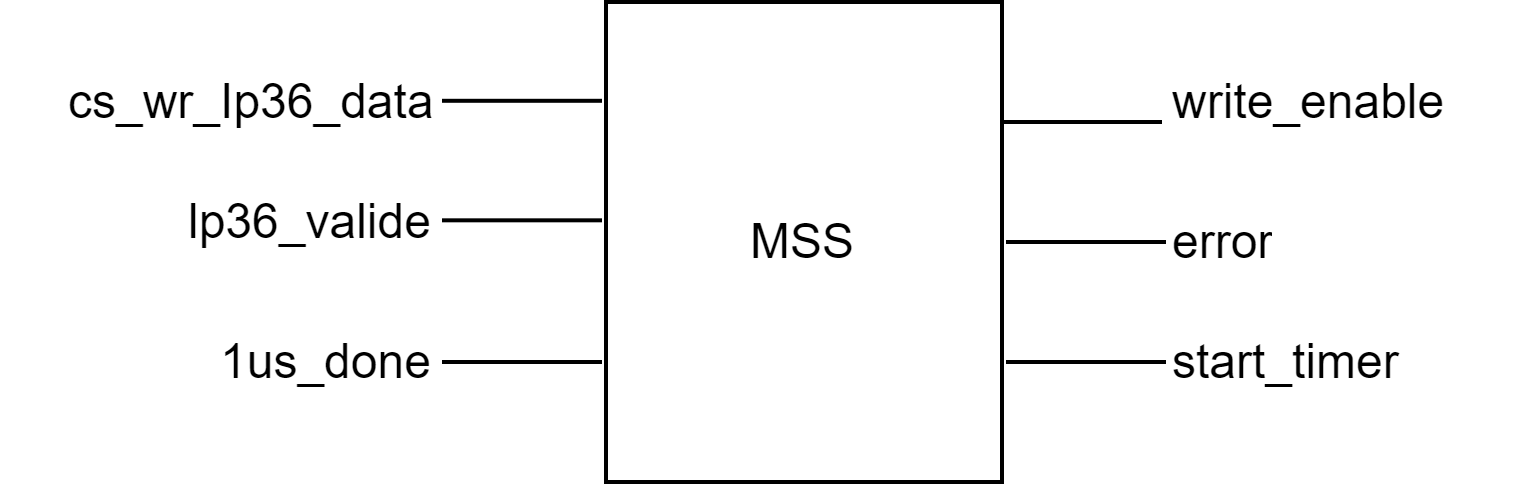 cs_wr_lp36_data
lp36_valide
1us_done
MSS
write_enable
error
start_timer